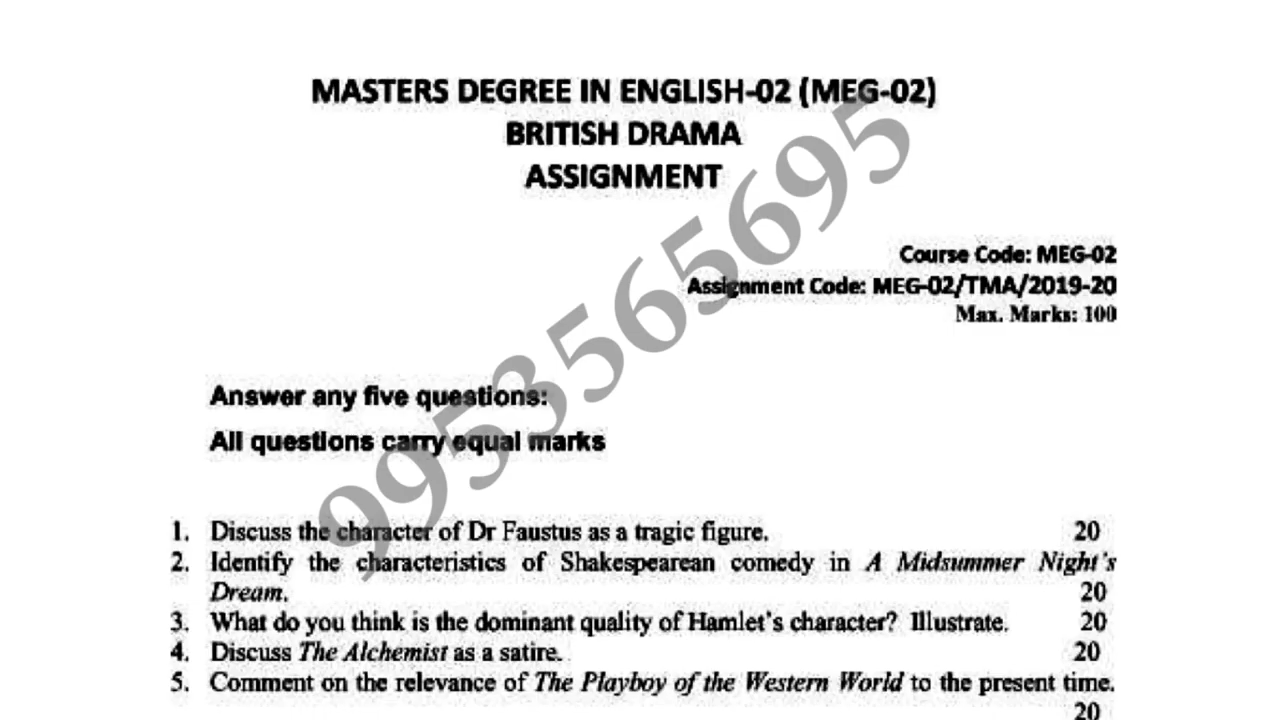 MASTERS DEGREE IN ENGLISH-02 (MEG-02)
BRITISH DRAMA
ASSIGNMENT
Course Code: MEG-02
Assignment Code: MEG-02/TMA/2019-20
Max. Marks: 100
Answer any five questions:
All questions carry equal marks
1. Discuss the character of Dr Faustus as a tragic figure. 20
2. Identify the characteristics of Shakespearean comedy in A Midsummer Night's
Dream. 20
3. What do you think is the dominant quality of Hamlet's character? Illustrate. 20
4. Discuss The Alchemist as a satire. 20
5. Comment on the relevance of The Playboy of the Western World to the present time.
20
9953565695